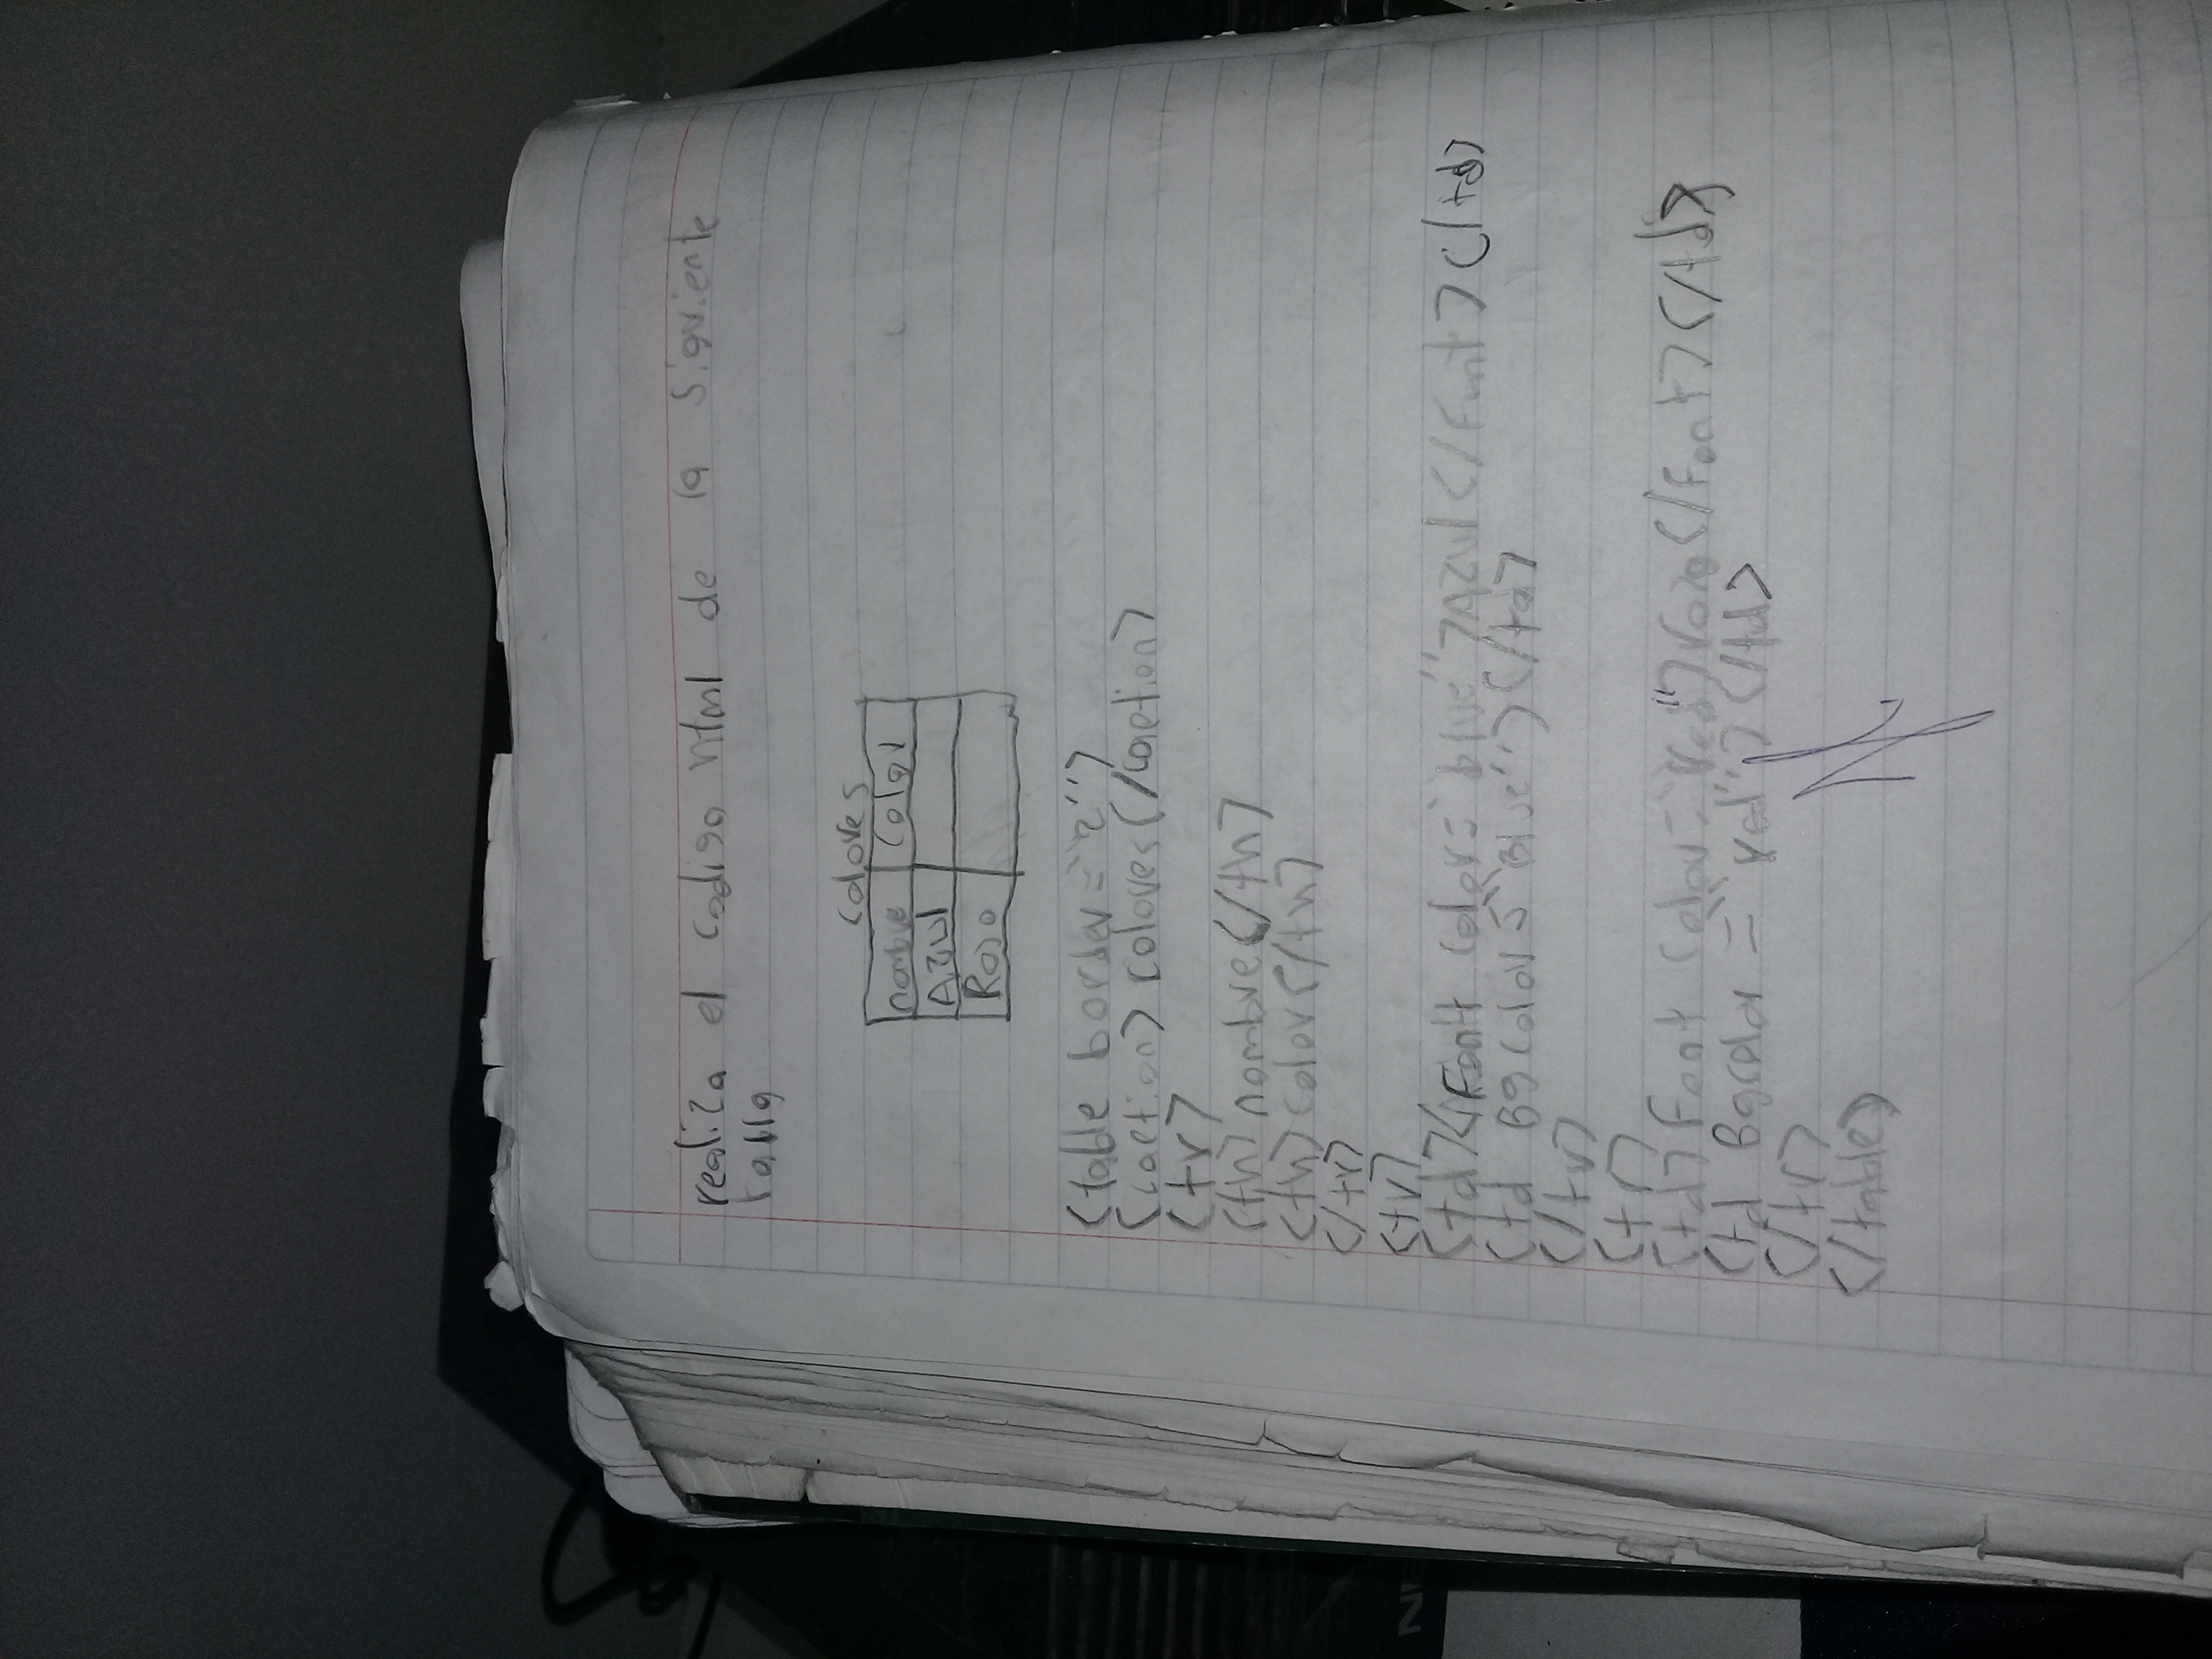 realiza el codigo html de la siguiente
tabla
colores
nombre color
Azul
Rojo
<table border="2">
<caption> colores</caption>
<tr>
<th>nombre</th>
<th>color</th>
</tr>
<tr>
<td><Font color="blue">Azul</Font></td>
<td Bgcolor="Blue"></td>
</tr>
<tr>
<td>Font color="red">rojo</Font></td>
<td Bgcolor="red"></td>
</tr>
</table>